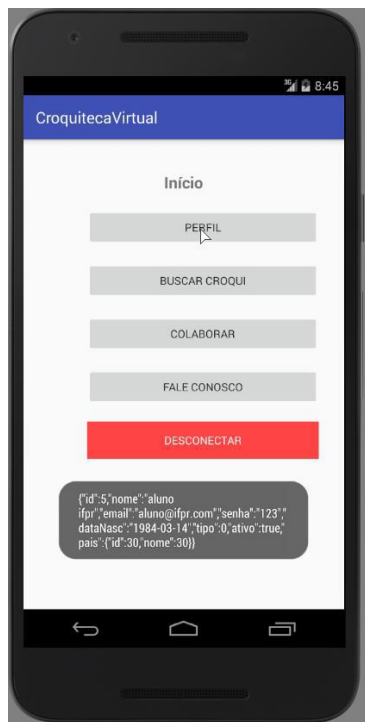 3G 8:45
CroquitecaVirtual
Início
PERFIL
BUSCAR CROQUI
COLABORAR
FALE CONOSCO
DESCONECTAR
{"id":5,"nome":"aluno
ifpr","email":"aluno@ifpr.com","senha":"123","
dataNasc":"1984-03-14","tipo":0,"ativo":true,"
pais":{"id":30,"nome":30}}